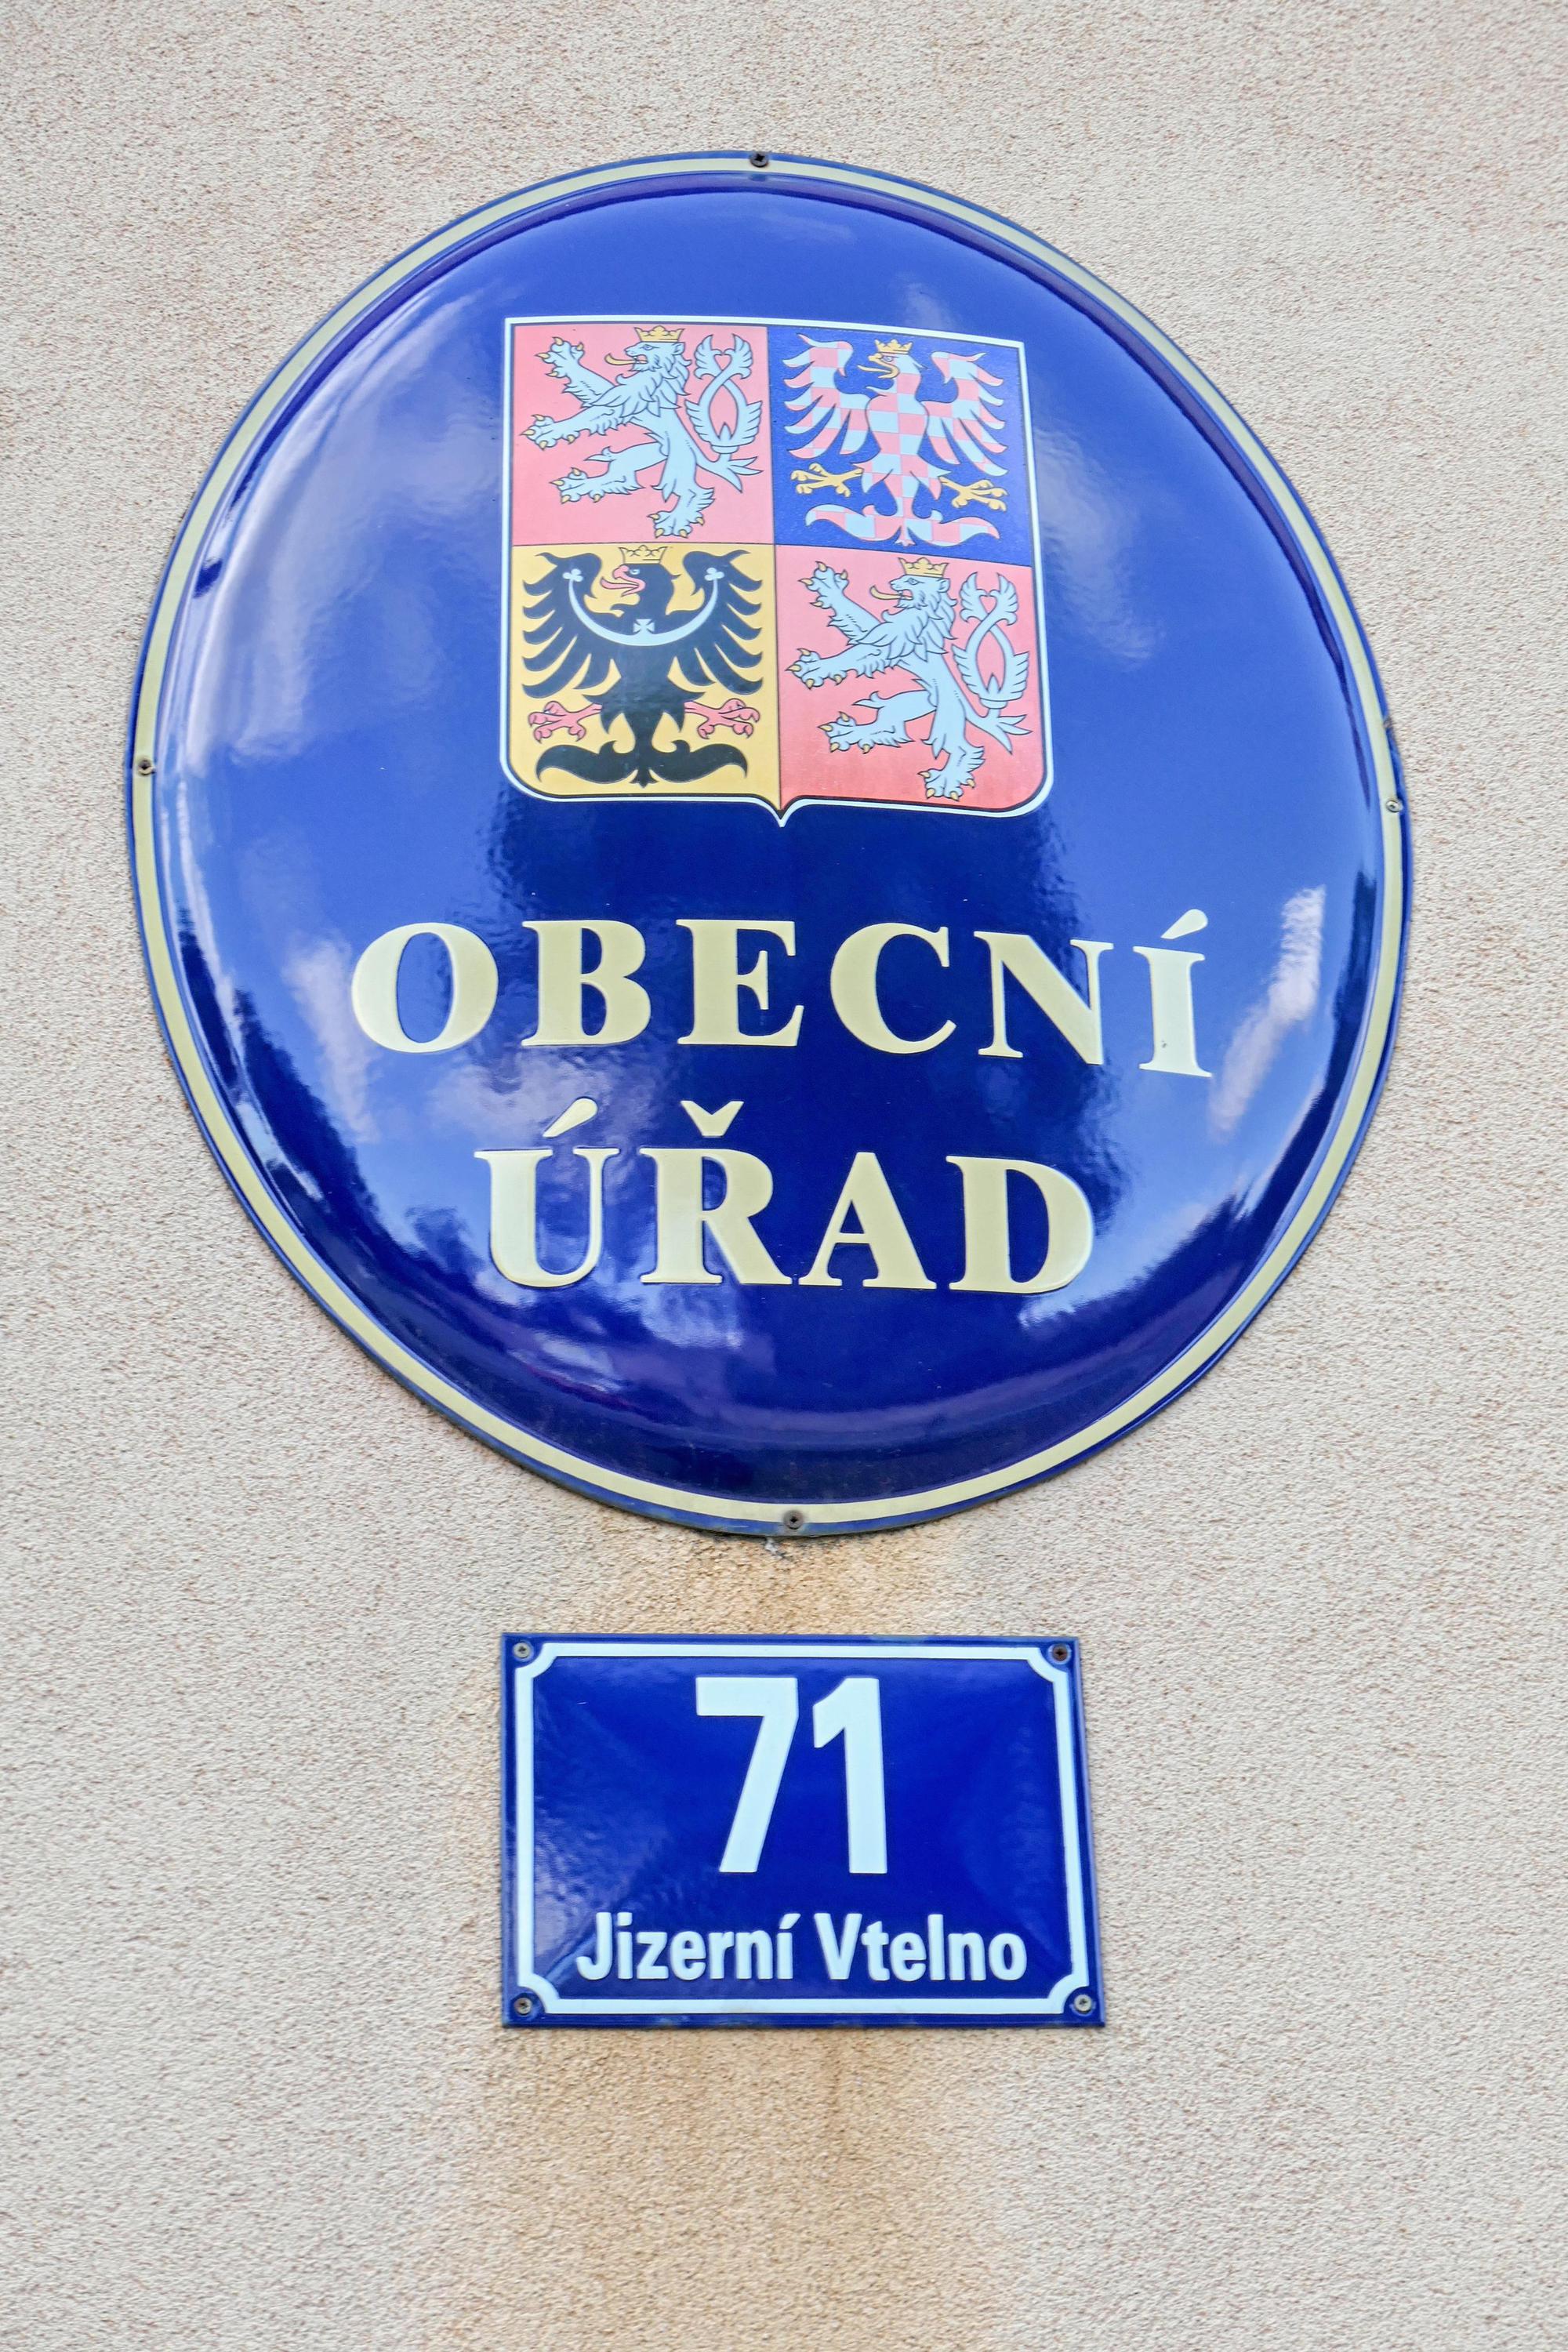 OBECNÍ
ÚŘAD
71
Jizerní Vtelno